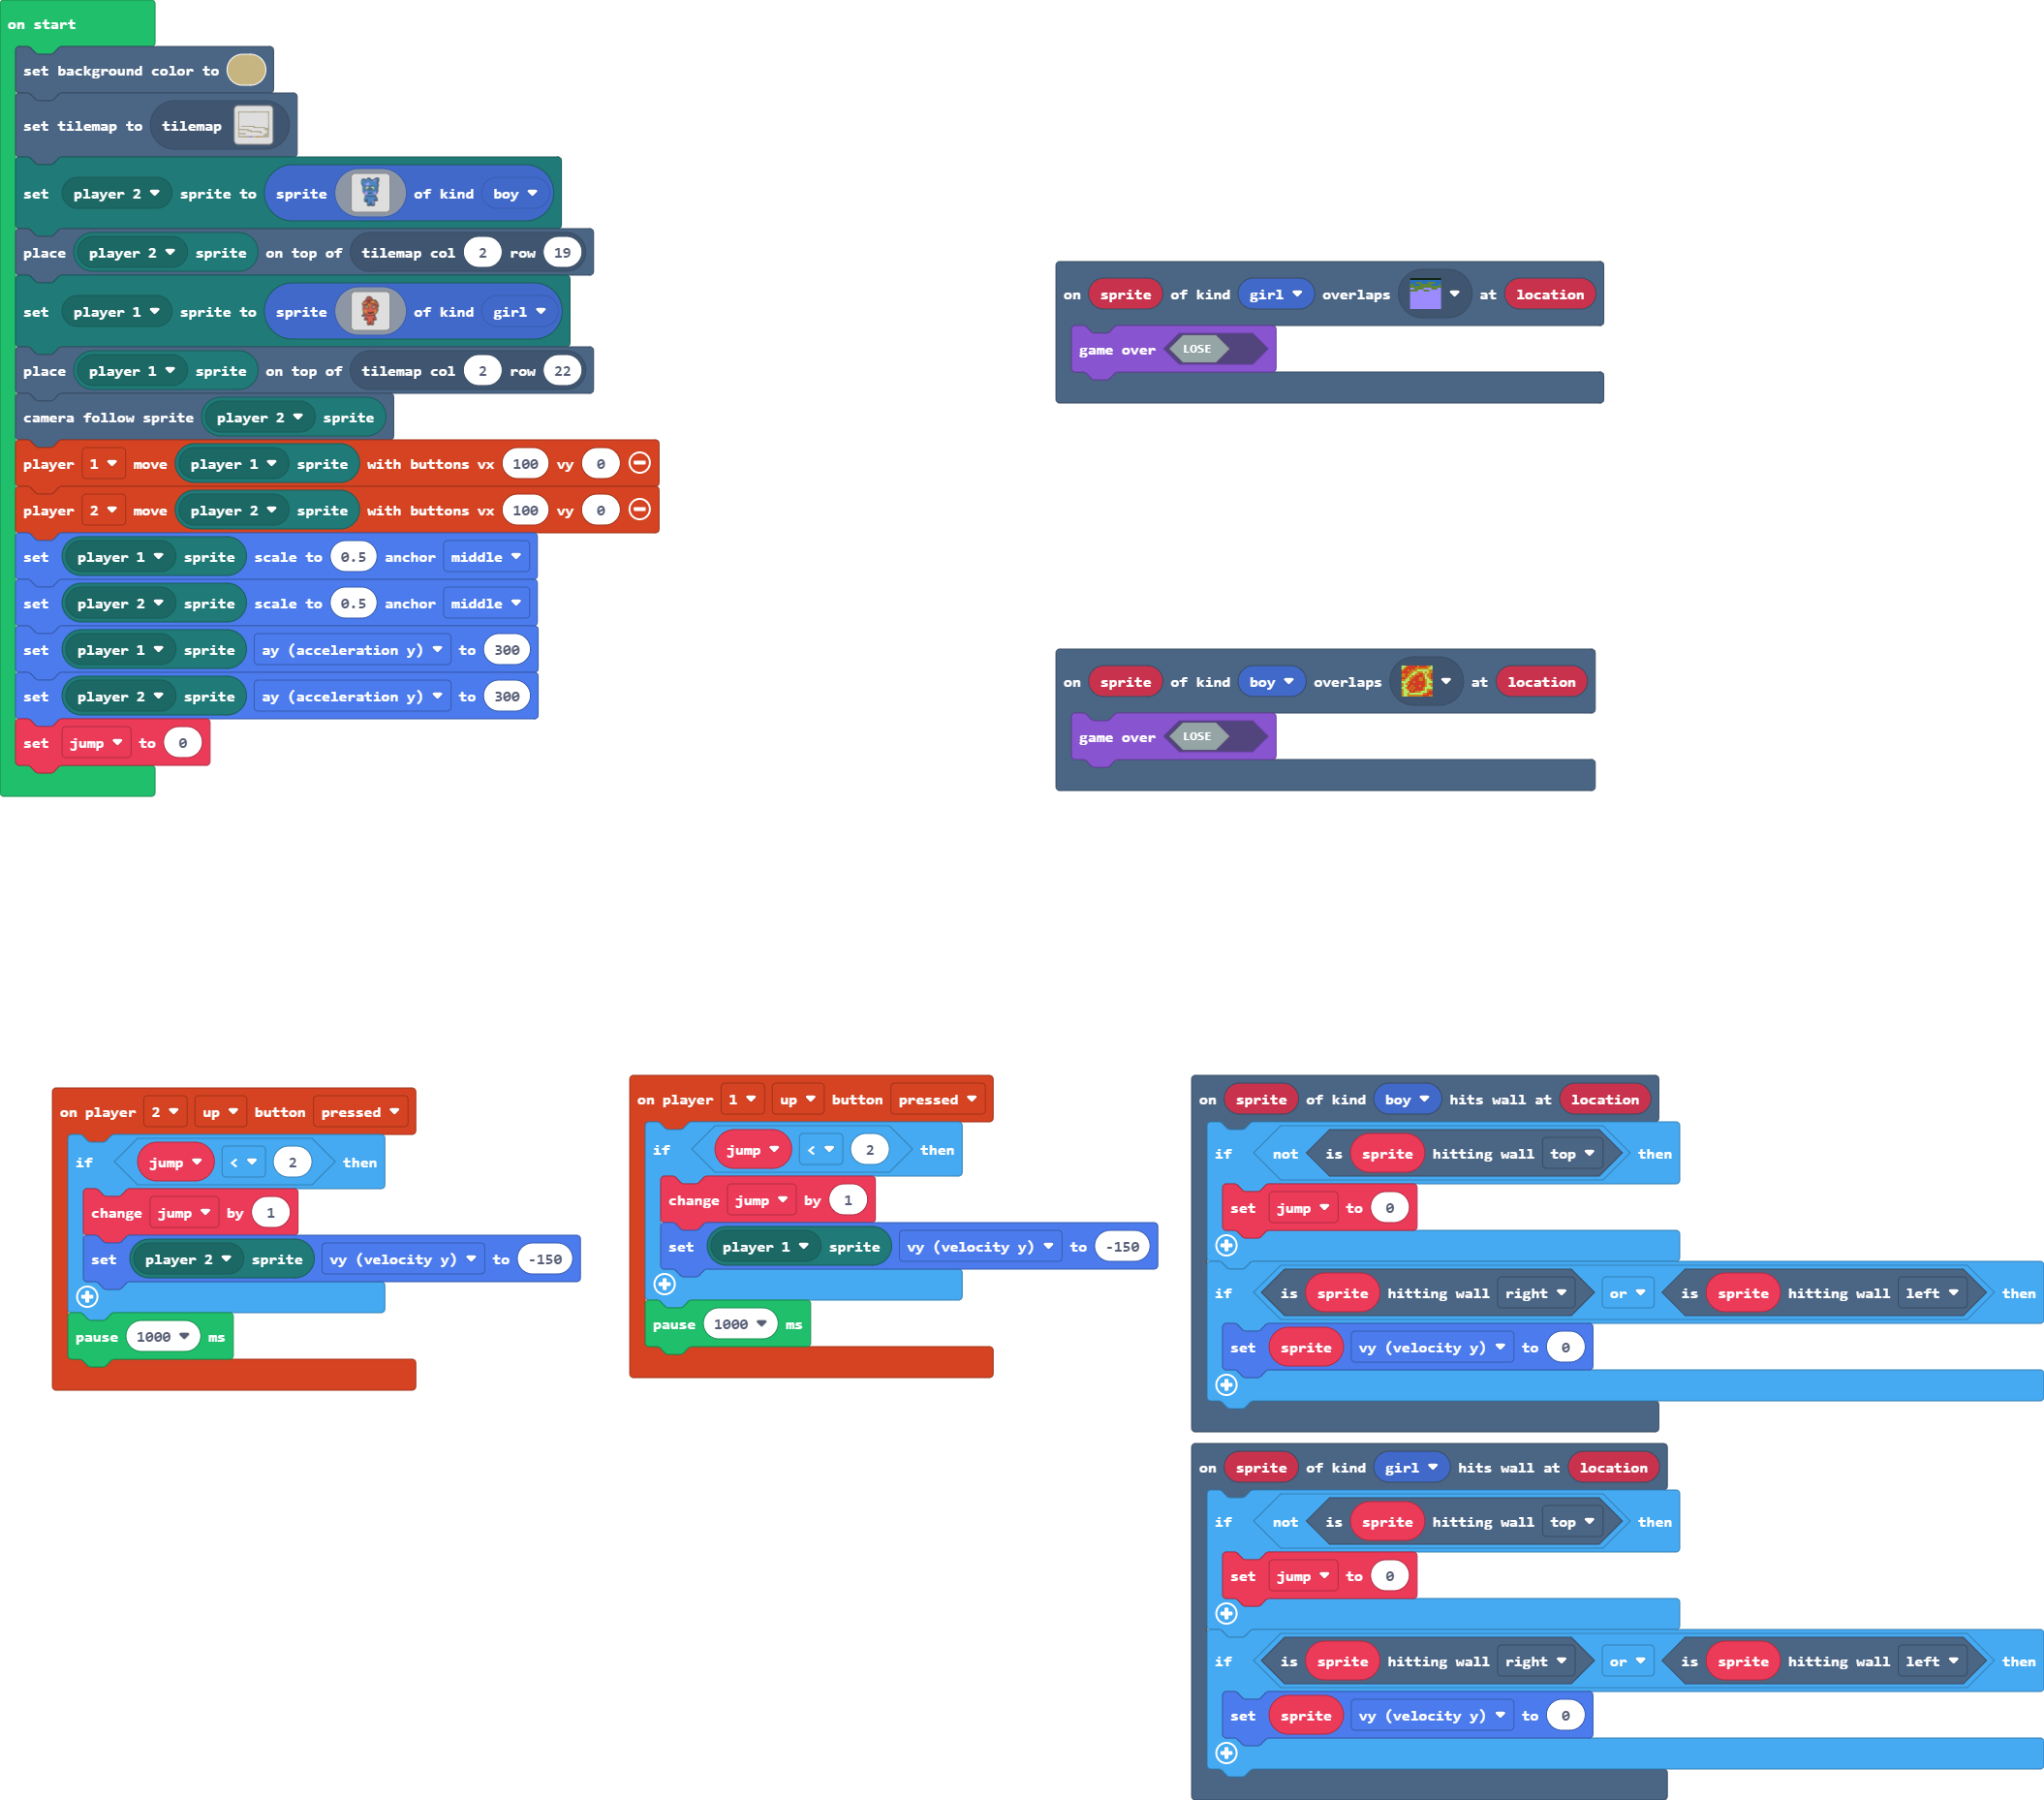 on start
set background color to
set tilemap to tilemap
set player 2 sprite to sprite of kind boy
place player 2 sprite on top of tilemap col 2 row 19
set player 1 sprite to sprite of kind girl
place player 1 sprite on top of tilemap col 2 row 22
camera follow sprite player 2 sprite
player 1 move player 1 sprite with buttons vx 100 vy 0
player 2 move player 2 sprite with buttons vx 100 vy 0
set player 1 sprite scale to 0.5 anchor middle
set player 2 sprite scale to 0.5 anchor middle
set player 1 sprite ay (acceleration y) to 300
set player 2 sprite ay (acceleration y) to 300
set jump to 0
on sprite of kind girl overlaps at location
game over LOSE
on sprite of kind boy overlaps at location
game over LOSE
on player 2 up button pressed
if jump < 2 then
change jump by 1
set player 2 sprite vy (velocity y) to -150
pause 1000 ms
on player 1 up button pressed
if jump < 2 then
change jump by 1
set player 1 sprite vy (velocity y) to -150
pause 1000 ms
on sprite of kind boy hits wall at location
if not is sprite hitting wall top then
set jump to 0
if is sprite hitting wall right or is sprite hitting wall left then
set sprite vy (velocity y) to 0
on sprite of kind girl hits wall at location
if not is sprite hitting wall top then
set jump to 0
if is sprite hitting wall right or is sprite hitting wall left then
set sprite vy (velocity y) to 0